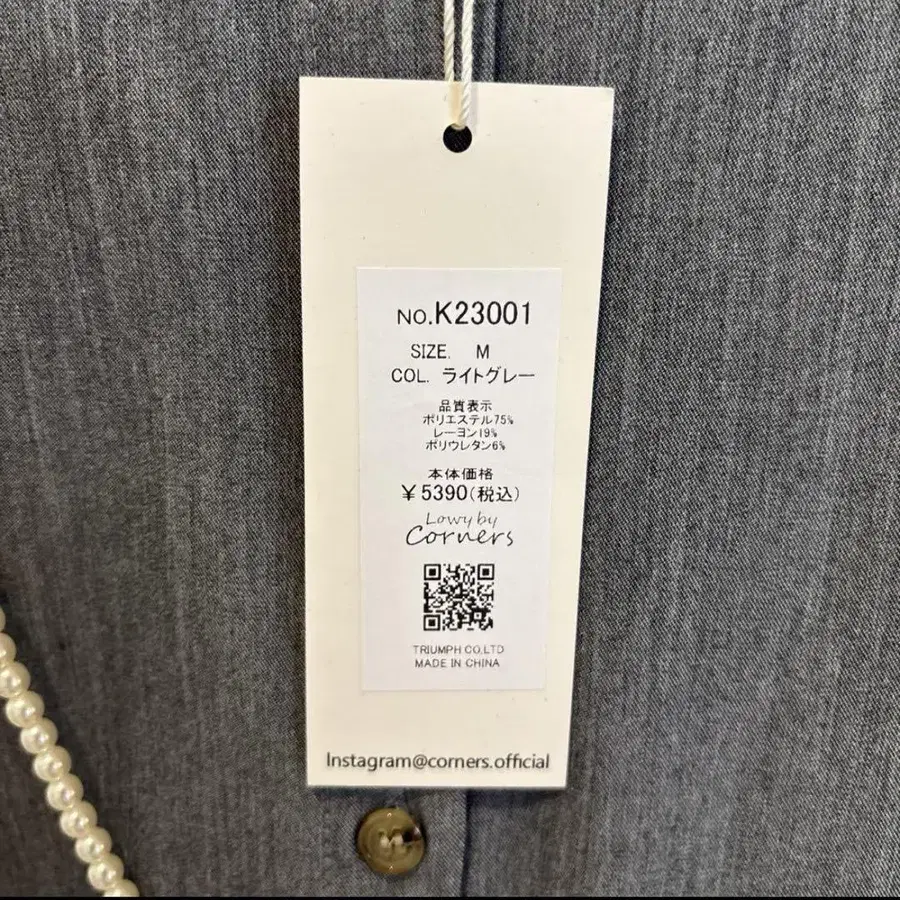 NO.K23001
SIZE. M
COL. ライトグレー
品質表示
ポリエステル75%
レーヨン19%
ポリウレタン6%
本体価格
¥5390(税込)
Lowy by
Corners
TRIUMPH CO,LTD
MADE IN CHINA
Instagram@corners.official